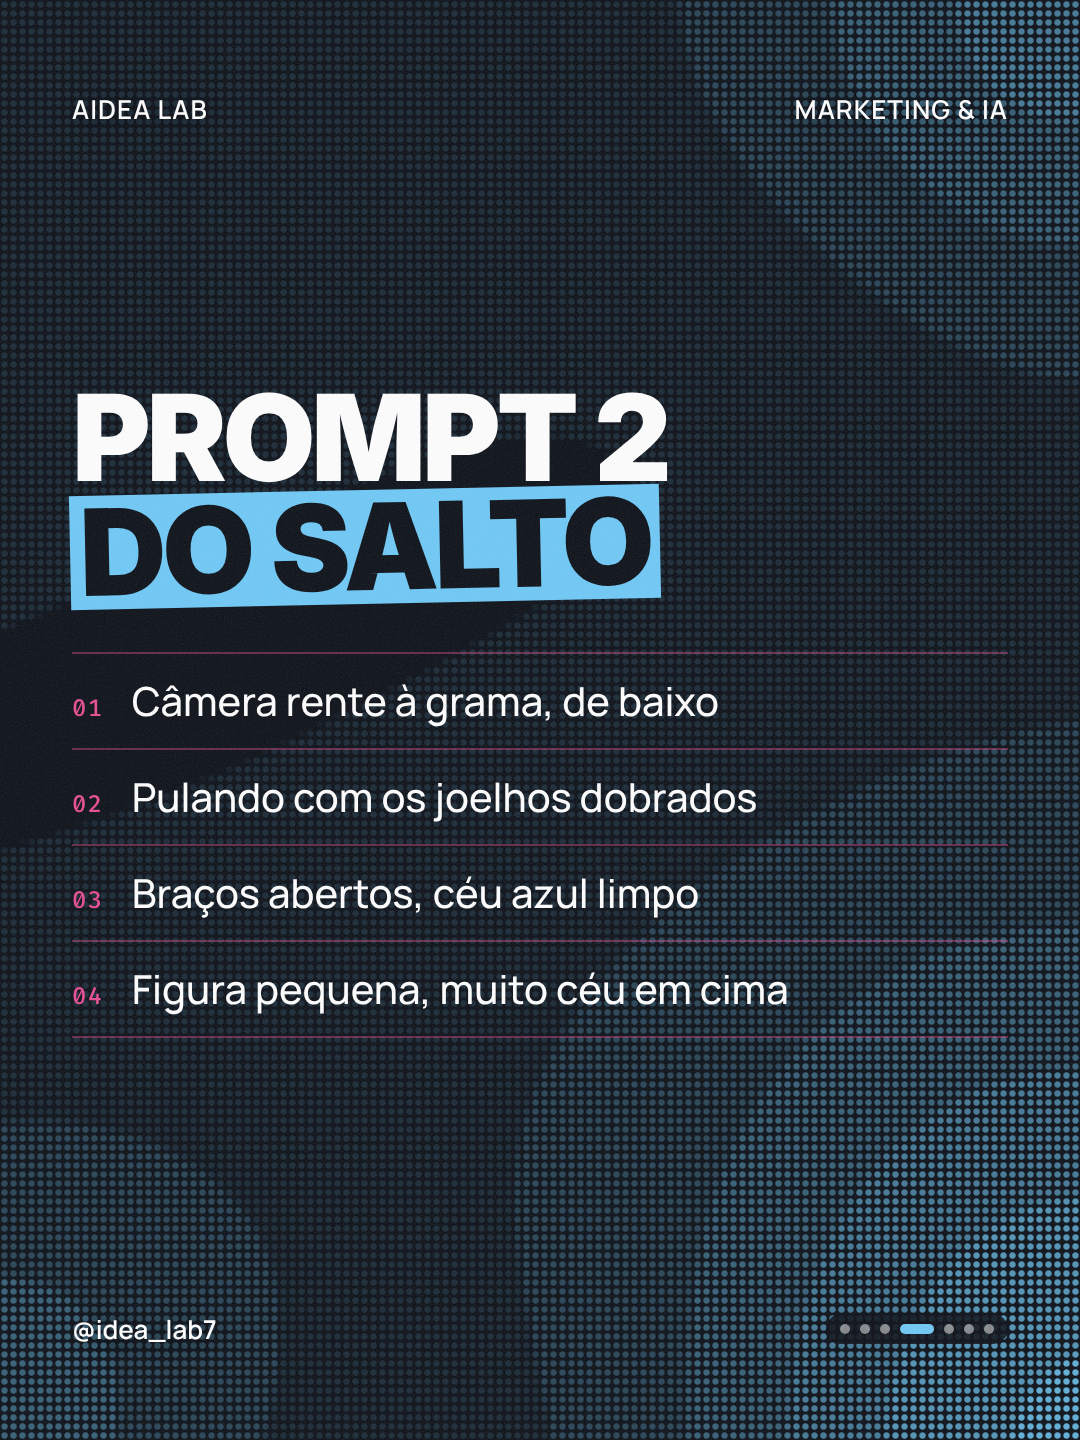 AIDEA LAB
MARKETING & IA
PROMPT 2
DO SALTO
01 Câmera rente à grama, de baixo
02 Pulando com os joelhos dobrados
03 Braços abertos, céu azul limpo
04 Figura pequena, muito céu em cima
@idea_lab7